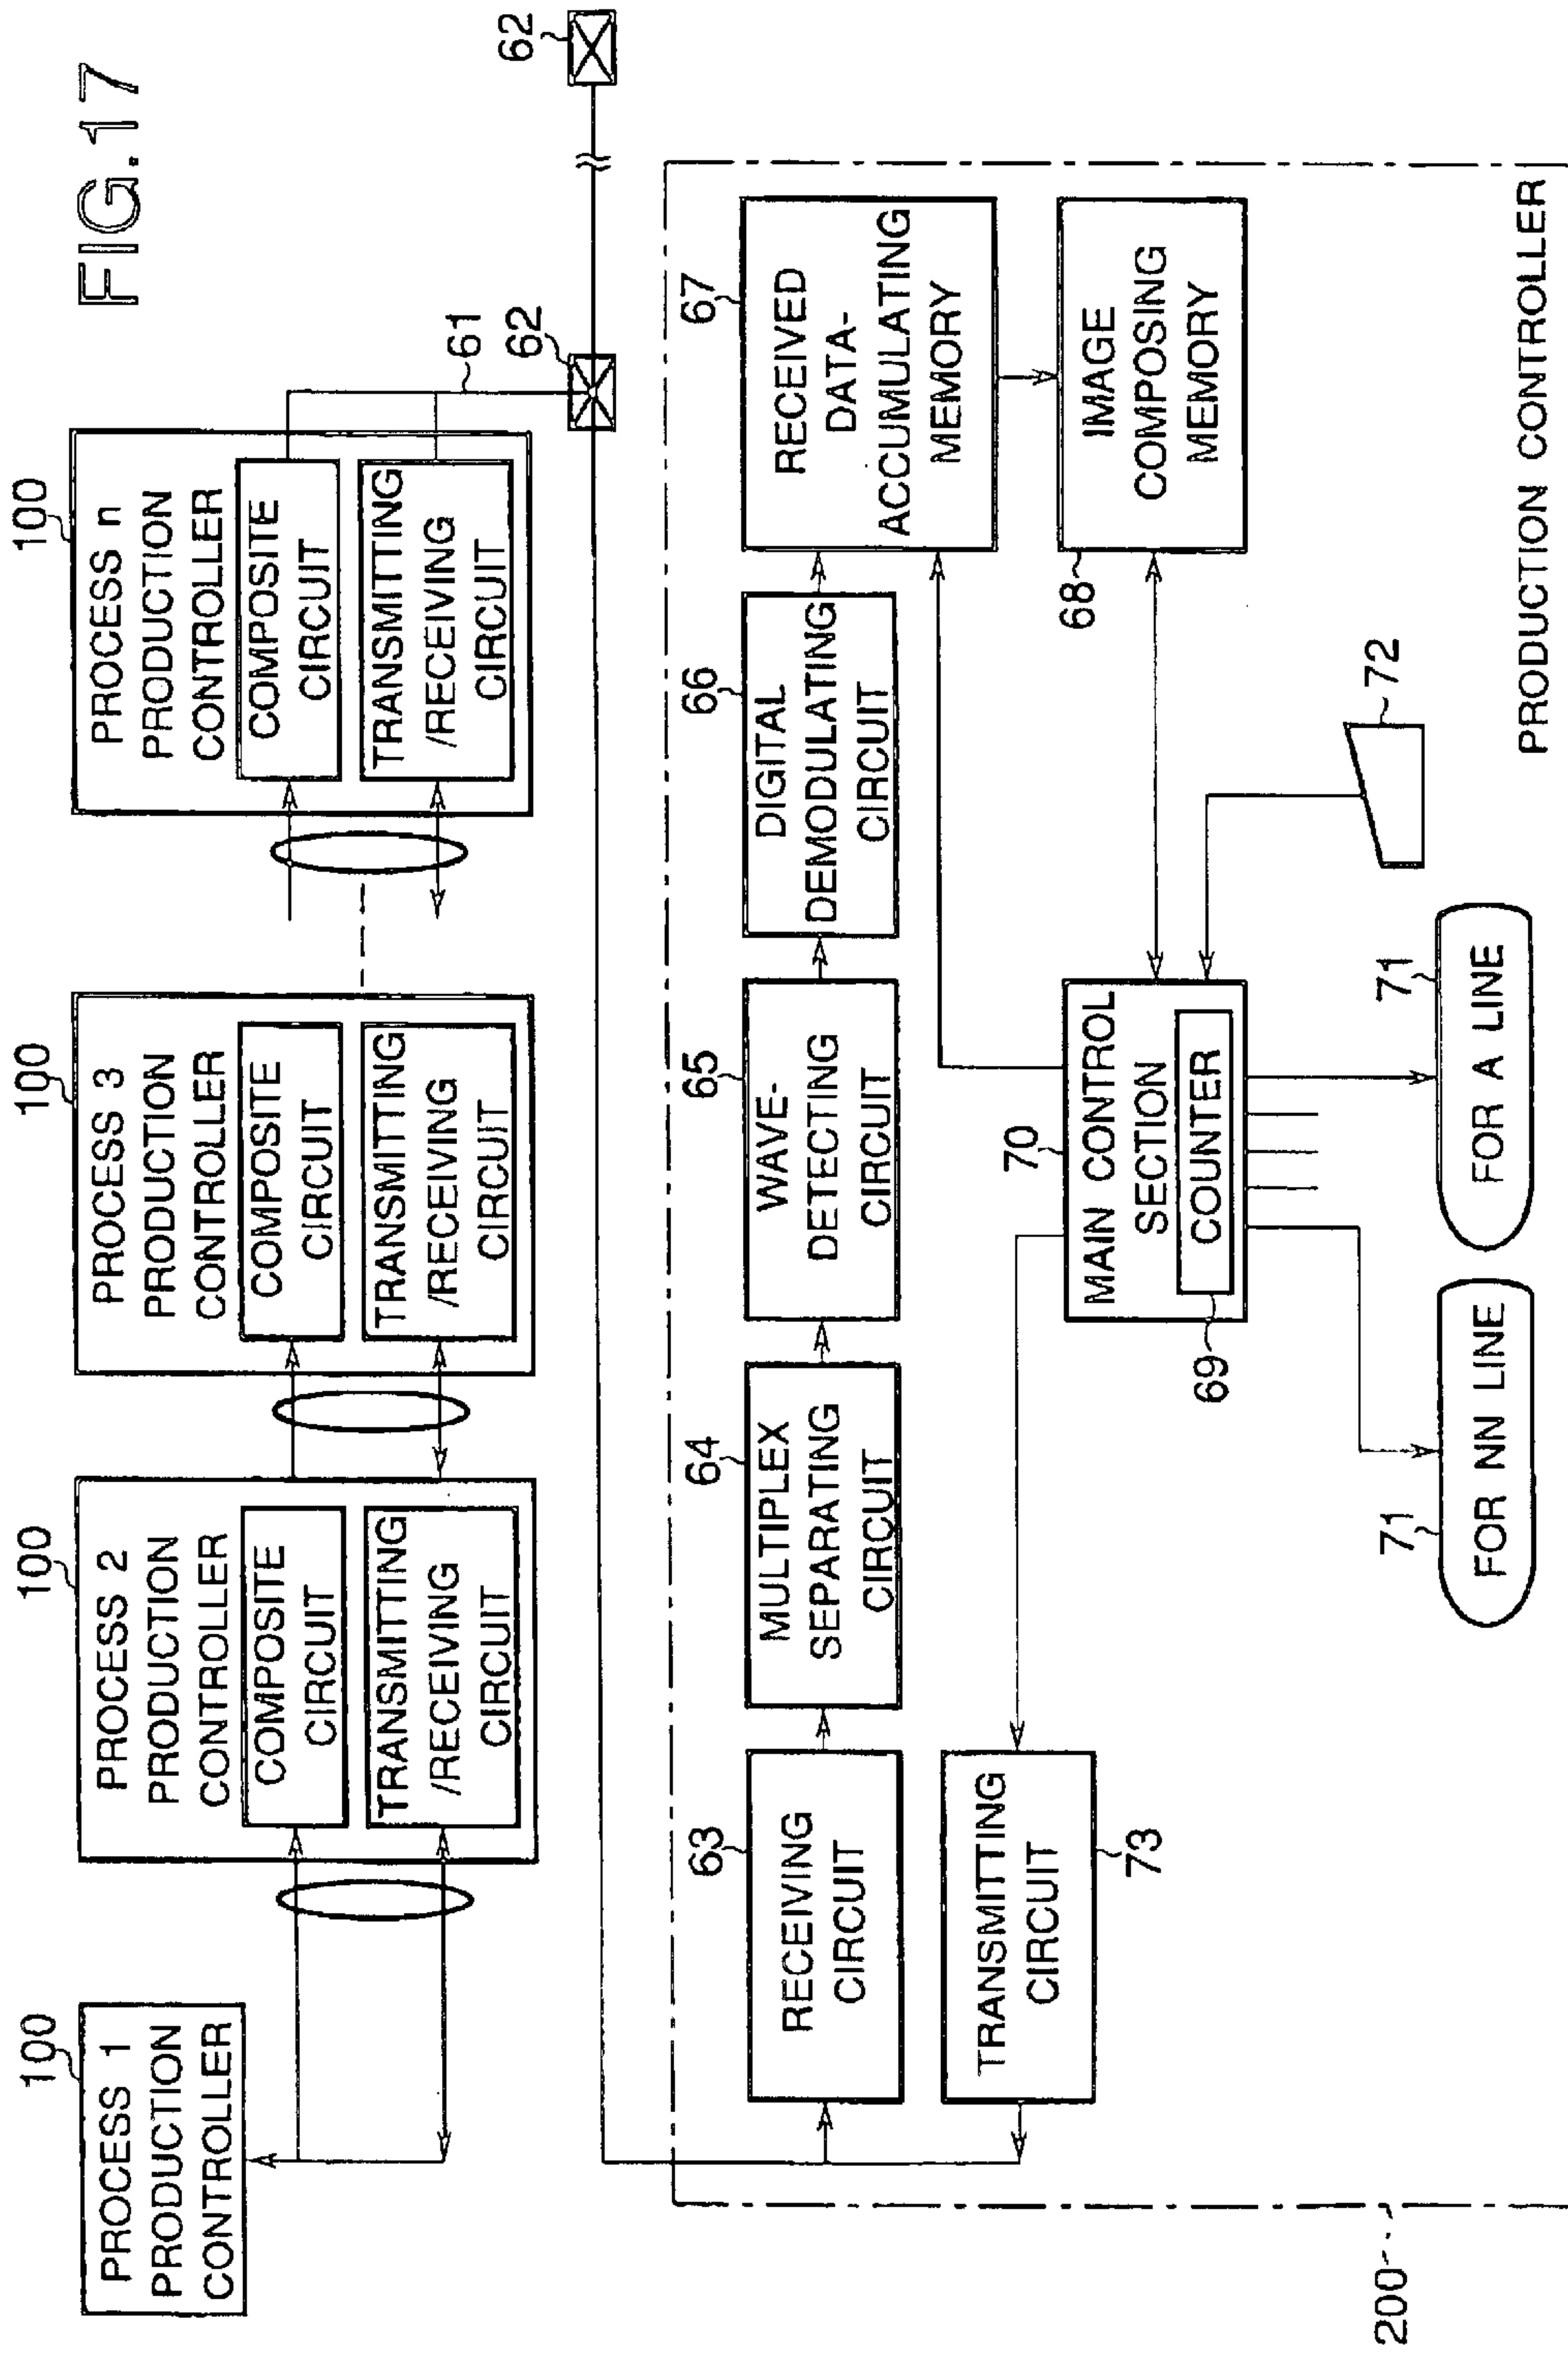 FIG.17
100
PROCESS 1
PRODUCTION
CONTROLLER
100
PROCESS 2
PRODUCTION
CONTROLLER
COMPOSITE
CIRCUIT
TRANSMITTING
/RECEIVING
CIRCUIT
100
PROCESS 3
PRODUCTION
CONTROLLER
COMPOSITE
CIRCUIT
TRANSMITTING
/RECEIVING
CIRCUIT
100
PROCESS n
PRODUCTION
CONTROLLER
COMPOSITE
CIRCUIT
TRANSMITTING
/RECEIVING
CIRCUIT
61
62
62
63
RECEIVING
CIRCUIT
64
MULTIPLEX
SEPARATING
CIRCUIT
65
WAVE-
DETECTING
CIRCUIT
66
DIGITAL
DEMODULATING
CIRCUIT
67
RECEIVED
DATA-
ACCUMULATING
MEMORY
TRANSMITTING
CIRCUIT
73
70
MAIN CONTROL
SECTION
COUNTER
69
68
IMAGE
COMPOSING
MEMORY
72
71
FOR NN LINE
71
FOR A LINE
200
PRODUCTION CONTROLLER